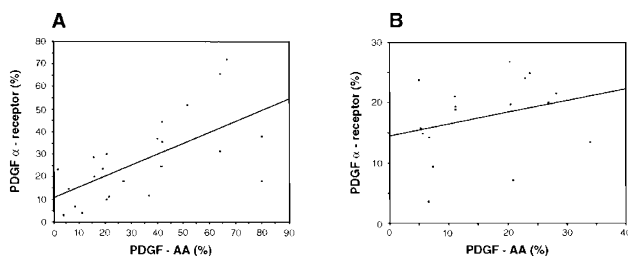 A
B
PDGF α - receptor (%)
80
70
60
50
40
30
20
10
0
0 10 20 30 40 50 60 70 80 90
PDGF - AA (%)
PDGF α - receptor (%)
30
20
10
0
0 10 20 30 40
PDGF - AA (%)